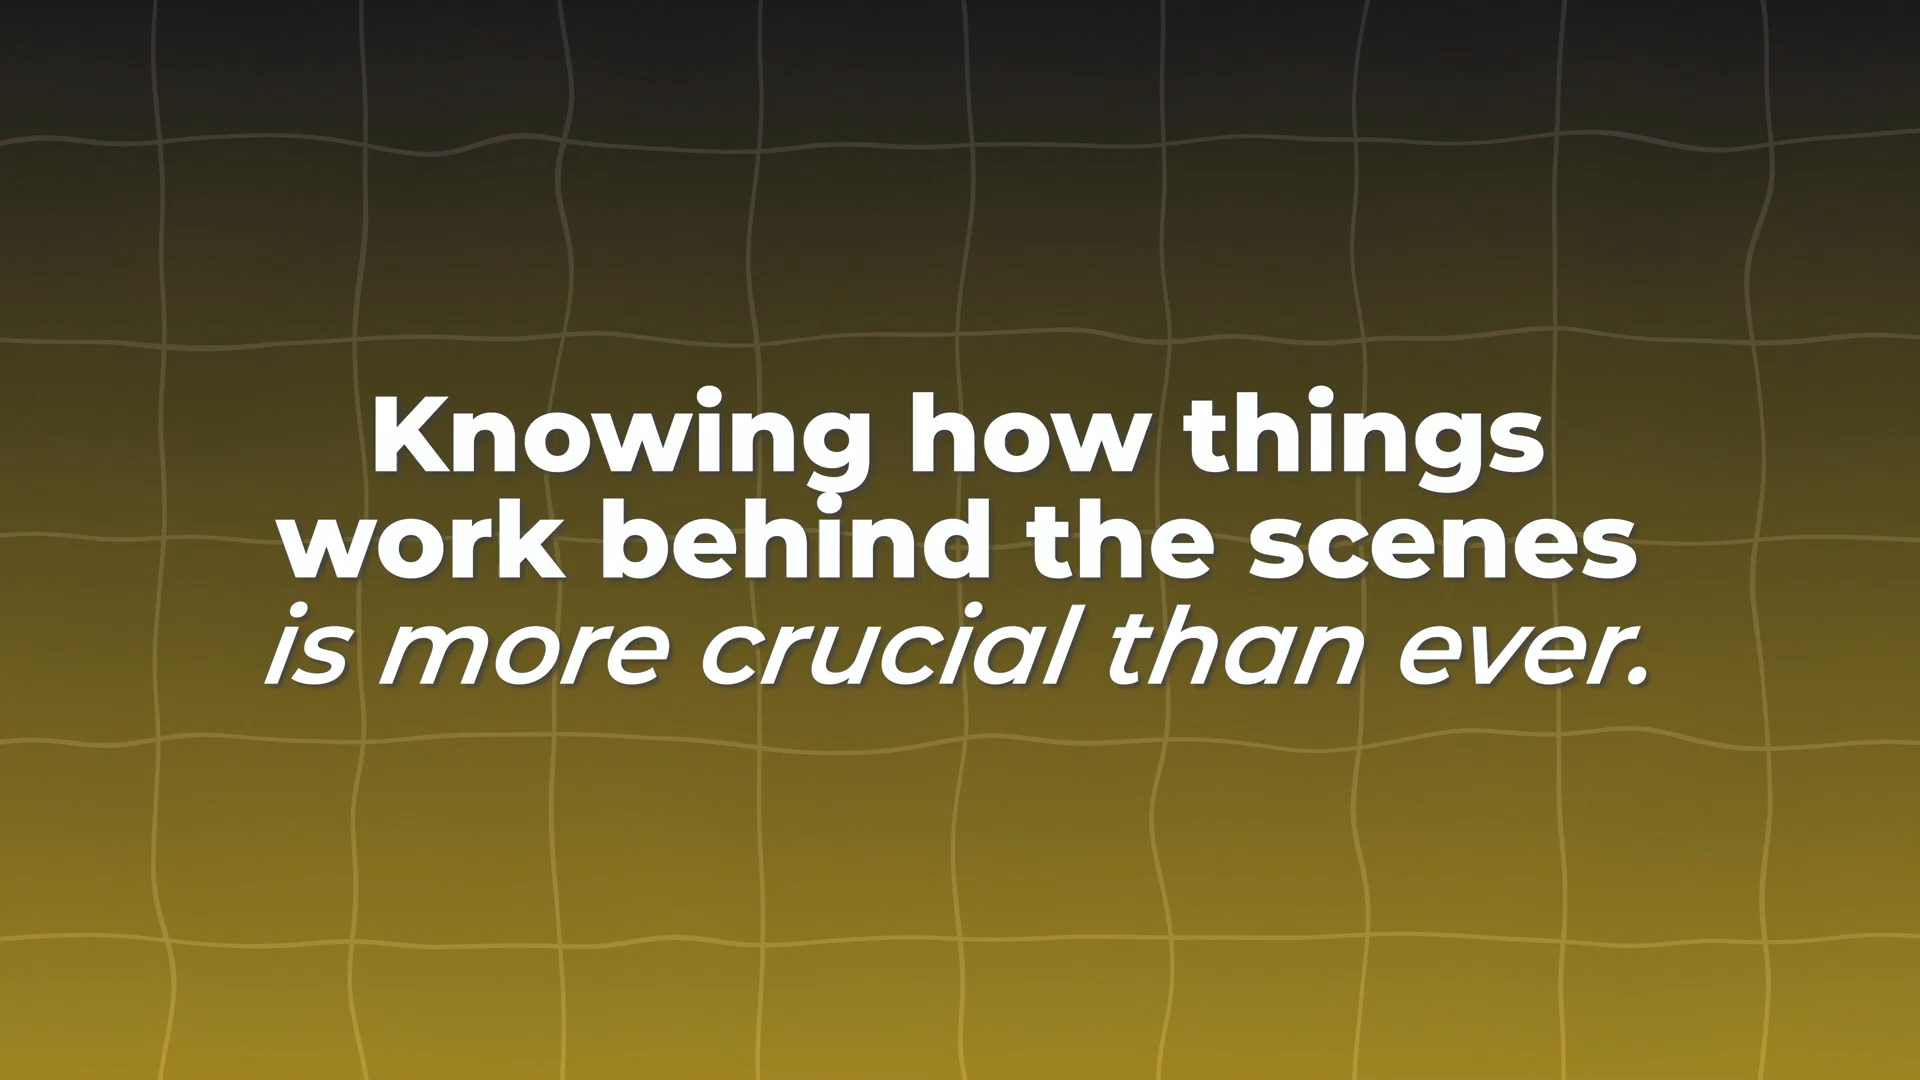 Knowing how things
work behind the scenes
is more crucial than ever.